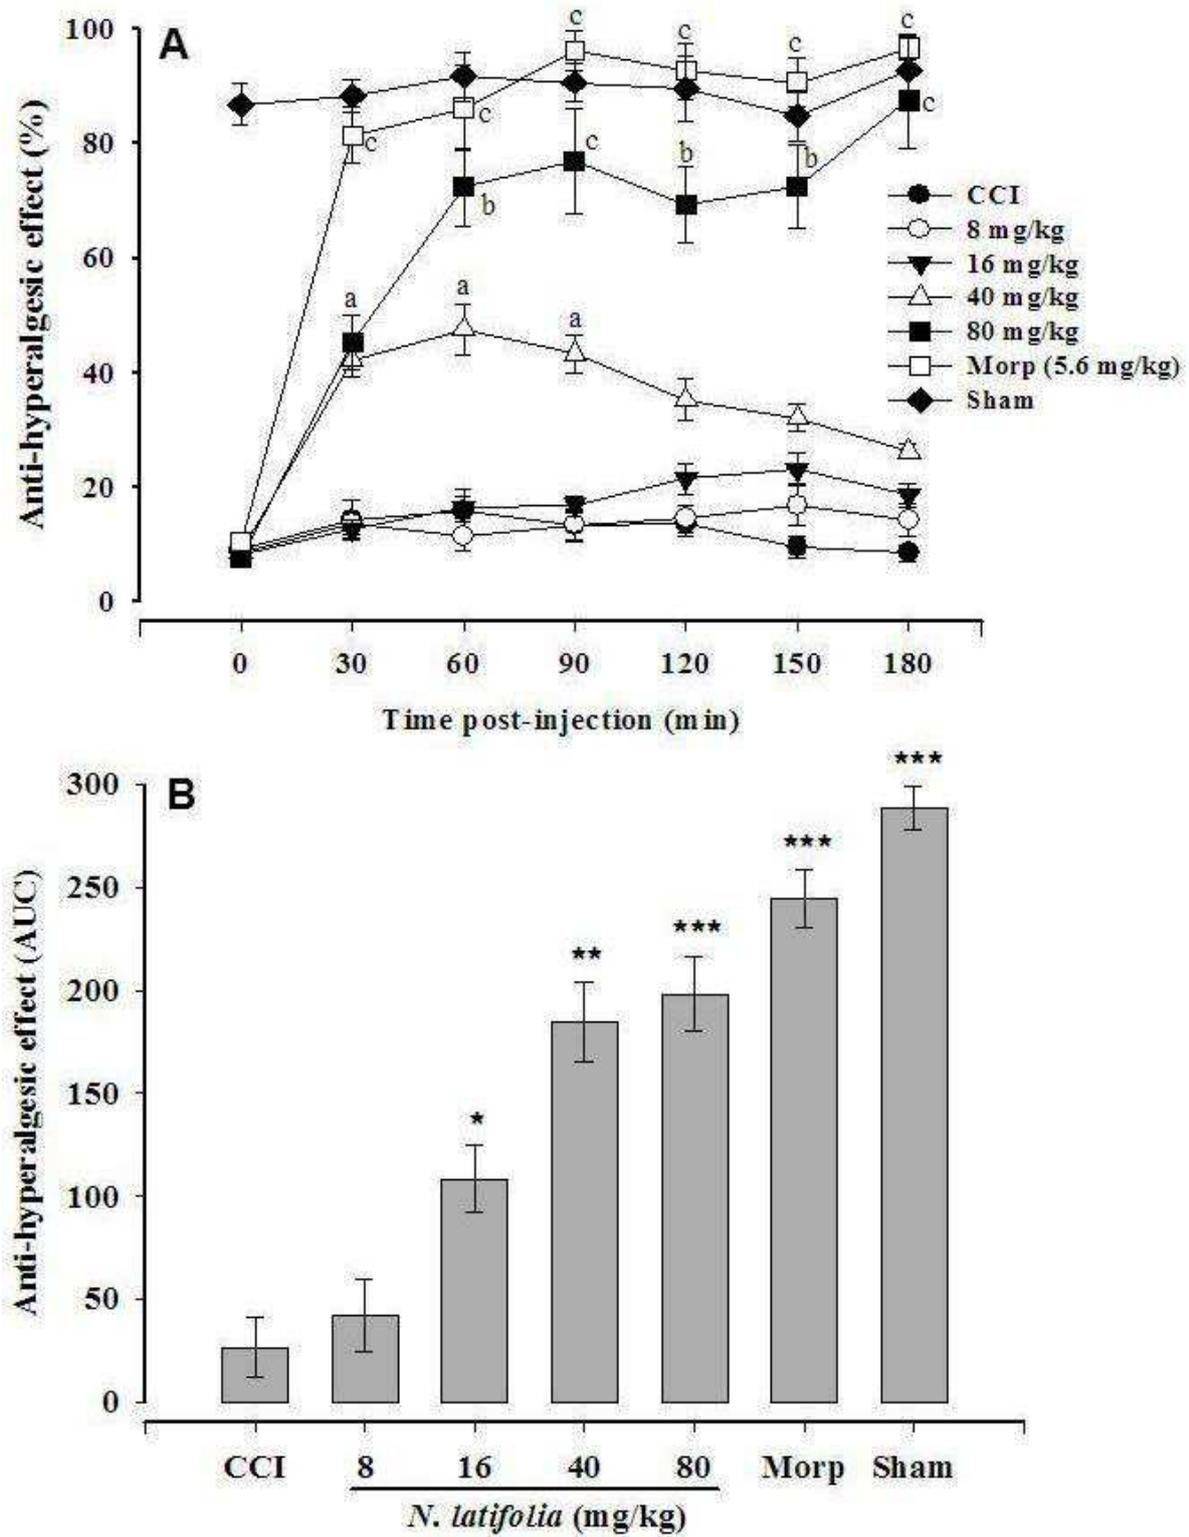 A
Anti-hyperalgesic effect (%)
100
80
60
40
20
0
c
c
c
c
c
c
c
c
b
b
b
a
a
a
CCI
8 mg/kg
16 mg/kg
40 mg/kg
80 mg/kg
Morp (5.6 mg/kg)
Sham
0 30 60 90 120 150 180
Time post-injection (min)
B
Anti-hyperalgesic effect (AUC)
300
250
200
150
100
50
0
*
**
***
***
***
CCI 8 16 40 80 Morp Sham
N. latifolia (mg/kg)